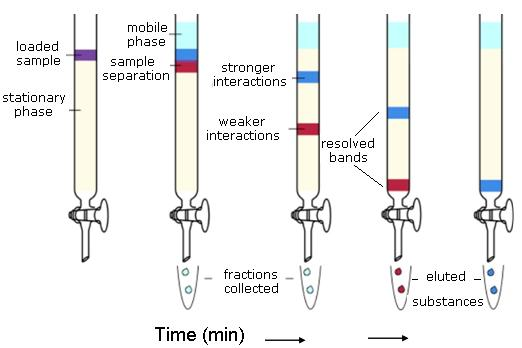 loaded
sample
stationary
phase
mobile
phase
sample
separation
stronger
interactions
weaker
interactions
resolved
bands
fractions
collected
eluted
substances
Time (min)